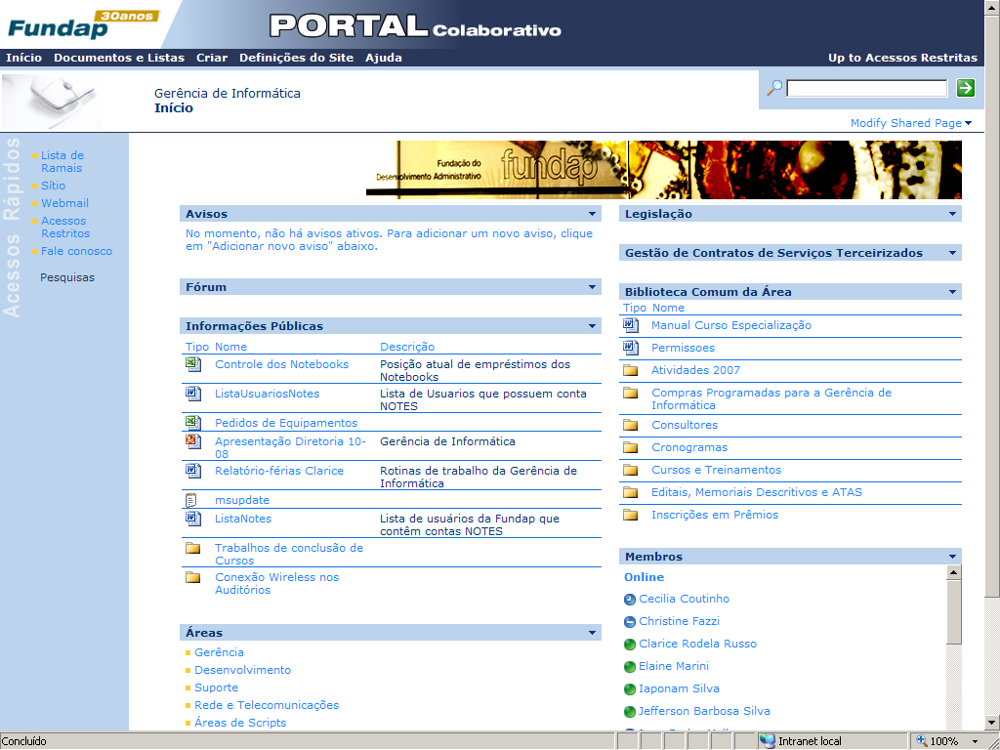 Fundap 30anos
PORTAL Colaborativo
Início Documentos e Listas Criar Definições do Site Ajuda Up to Acessos Restritas
Gerência de Informática
Início
Modify Shared Page
Acessos Rápidos
Lista de
Ramais
Sítio
Webmail
Acessos
Restritos
Fale conosco
Pesquisas
Fundação do
Desenvolvimento Administrativo
fundap
Avisos
No momento, não há avisos ativos. Para adicionar um novo aviso, clique
em "Adicionar novo aviso" abaixo.
Fórum
Informações Públicas
Tipo Nome Descrição
Controle dos Notebooks Posição atual de empréstimos dos
Notebooks
ListaUsuariosNotes Lista de Usuarios que possuem conta
NOTES
Pedidos de Equipamentos
Apresentação Diretoria 10- Gerência de Informática
08
Relatório-férias Clarice Rotinas de trabalho da Gerência de
Informática
msupdate
ListaNotes Lista de usuários da Fundap que
contêm contas NOTES
Trabalhos de conclusão de
Cursos
Conexão Wireless nos
Auditórios
Áreas
Gerência
Desenvolvimento
Suporte
Rede e Telecomunicações
Áreas de Scripts
Legislação
Gestão de Contratos de Serviços Terceirizados
Biblioteca Comum da Área
Tipo Nome
Manual Curso Especialização
Permissoes
Atividades 2007
Compras Programadas para a Gerência de
Informática
Consultores
Cronogramas
Cursos e Treinamentos
Editais, Memoriais Descritivos e ATAS
Inscrições em Prêmios
Membros
Online
Cecilia Coutinho
Christine Fazzi
Clarice Rodela Russo
Elaine Marini
Iaponam Silva
Jefferson Barbosa Silva
Concluído Intranet local 100%